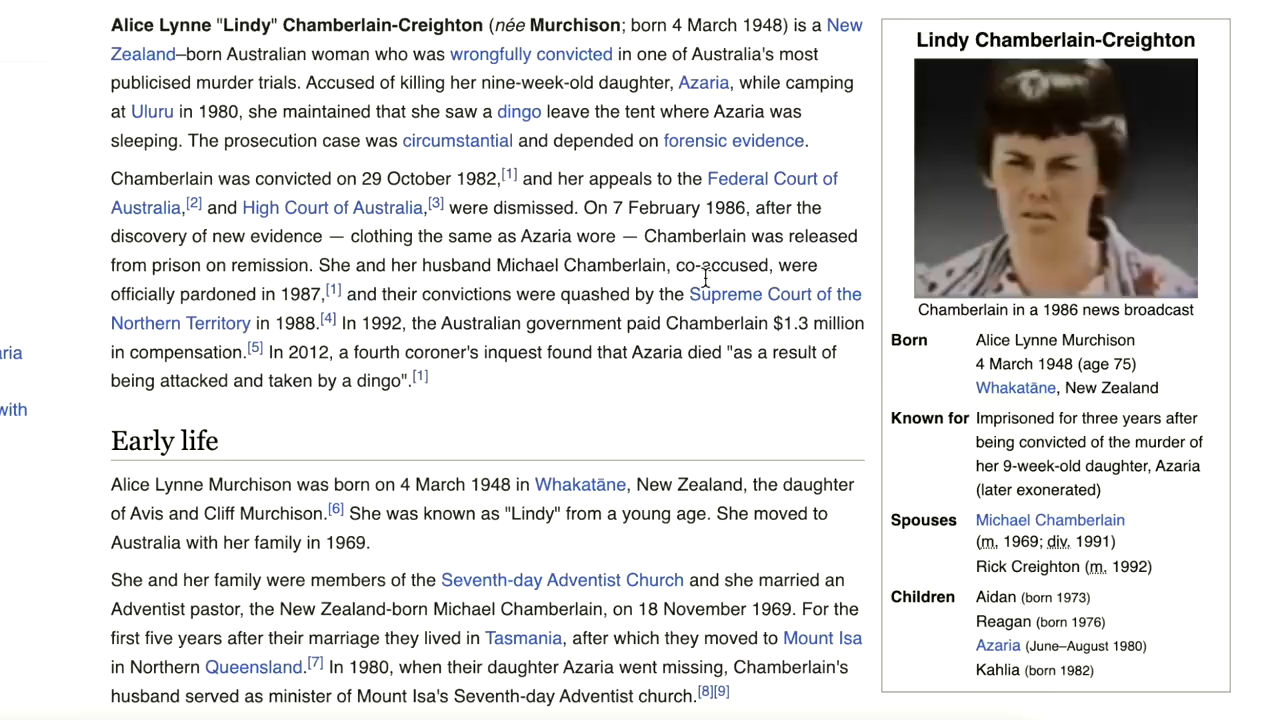 Alice Lynne "Lindy" Chamberlain-Creighton (née Murchison; born 4 March 1948) is a New
Zealand–born Australian woman who was wrongfully convicted in one of Australia's most
publicised murder trials. Accused of killing her nine-week-old daughter, Azaria, while camping
at Uluru in 1980, she maintained that she saw a dingo leave the tent where Azaria was
sleeping. The prosecution case was circumstantial and depended on forensic evidence.
Chamberlain was convicted on 29 October 1982,[1] and her appeals to the Federal Court of
Australia,[2] and High Court of Australia,[3] were dismissed. On 7 February 1986, after the
discovery of new evidence — clothing the same as Azaria wore — Chamberlain was released
from prison on remission. She and her husband Michael Chamberlain, co-accused, were
officially pardoned in 1987,[1] and their convictions were quashed by the Supreme Court of the
Northern Territory in 1988.[4] In 1992, the Australian government paid Chamberlain $1.3 million
in compensation.[5] In 2012, a fourth coroner's inquest found that Azaria died "as a result of
being attacked and taken by a dingo".[1]
Early life
Alice Lynne Murchison was born on 4 March 1948 in Whakatāne, New Zealand, the daughter
of Avis and Cliff Murchison.[6] She was known as "Lindy" from a young age. She moved to
Australia with her family in 1969.
She and her family were members of the Seventh-day Adventist Church and she married an
Adventist pastor, the New Zealand-born Michael Chamberlain, on 18 November 1969. For the
first five years after their marriage they lived in Tasmania, after which they moved to Mount Isa
in Northern Queensland.[7] In 1980, when their daughter Azaria went missing, Chamberlain's
husband served as minister of Mount Isa's Seventh-day Adventist church.[8][9]
aria
with
Lindy Chamberlain-Creighton
Chamberlain in a 1986 news broadcast
Born Alice Lynne Murchison
4 March 1948 (age 75)
Whakatāne, New Zealand
Known for Imprisoned for three years after
being convicted of the murder of
her 9-week-old daughter, Azaria
(later exonerated)
Spouses Michael Chamberlain
(m. 1969; div. 1991)
Rick Creighton (m. 1992)
Children Aidan (born 1973)
Reagan (born 1976)
Azaria (June–August 1980)
Kahlia (born 1982)